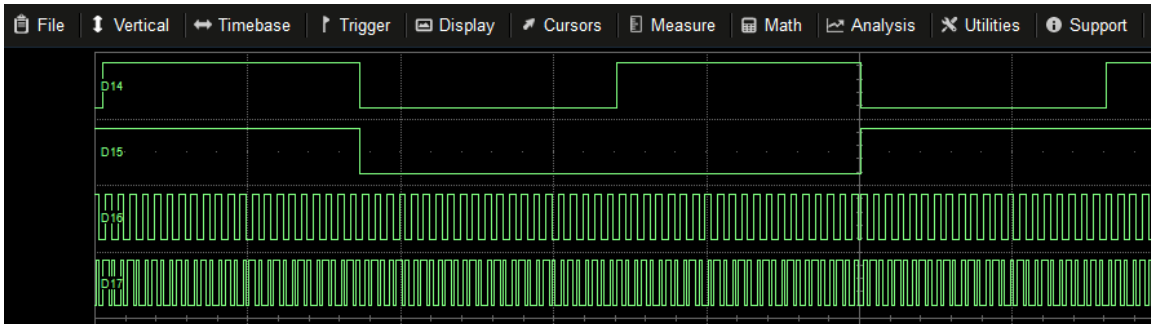 File Vertical Timebase Trigger Display Cursors Measure Math Analysis Utilities Support
D14
D15
D16
D17